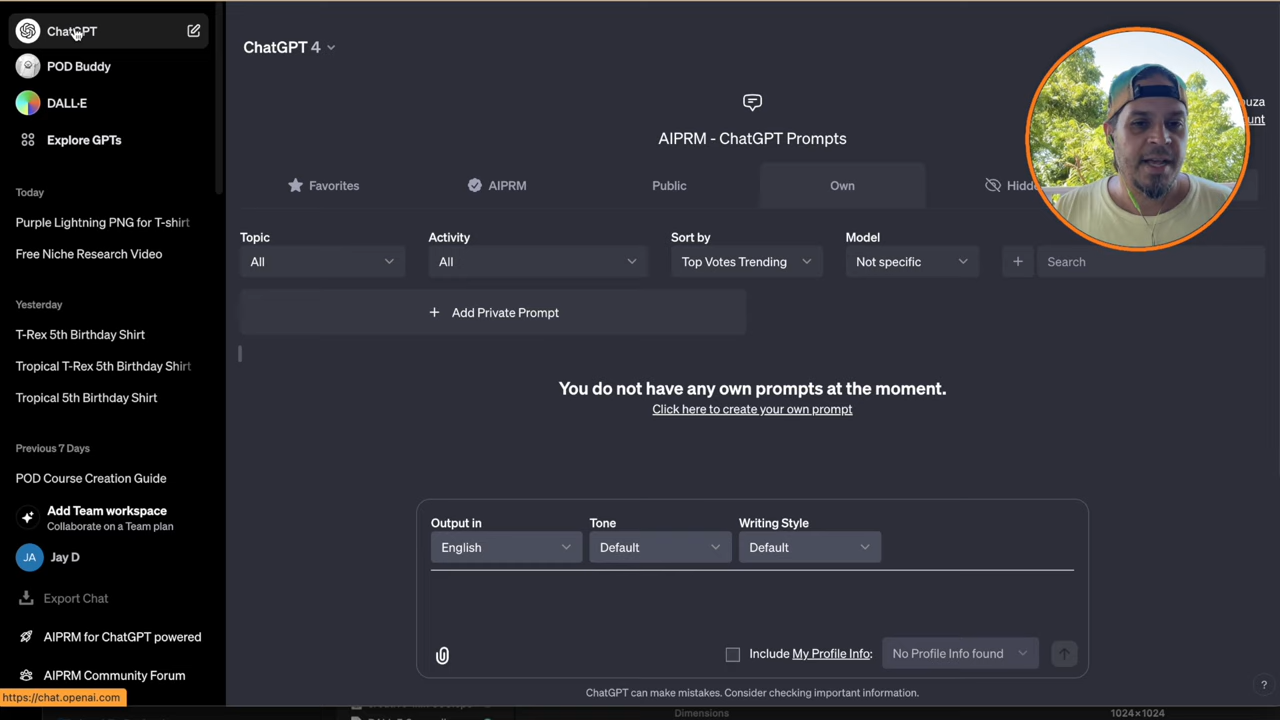 ChatGPT
POD Buddy
DALL·E
Explore GPTs
Today
Purple Lightning PNG for T-shirt
Free Niche Research Video
Yesterday
T-Rex 5th Birthday Shirt
Tropical T-Rex 5th Birthday Shirt
Tropical 5th Birthday Shirt
Previous 7 Days
POD Course Creation Guide
Add Team workspace
Collaborate on a Team plan
JA
Jay D
Export Chat
AIPRM for ChatGPT powered
AIPRM Community Forum
https://chat.openai.com
ChatGPT 4
AIPRM - ChatGPT Prompts
Favorites
AIPRM
Public
Own
Topic
Activity
Sort by
Model
All
All
Top Votes Trending
Not specific
+
Search
+ Add Private Prompt
You do not have any own prompts at the moment.
Click here to create your own prompt
Output in
Tone
Writing Style
English
Default
Default
Include My Profile Info:
No Profile Info found
ChatGPT can make mistakes. Consider checking important information.
?
Dimensions
1024×1024